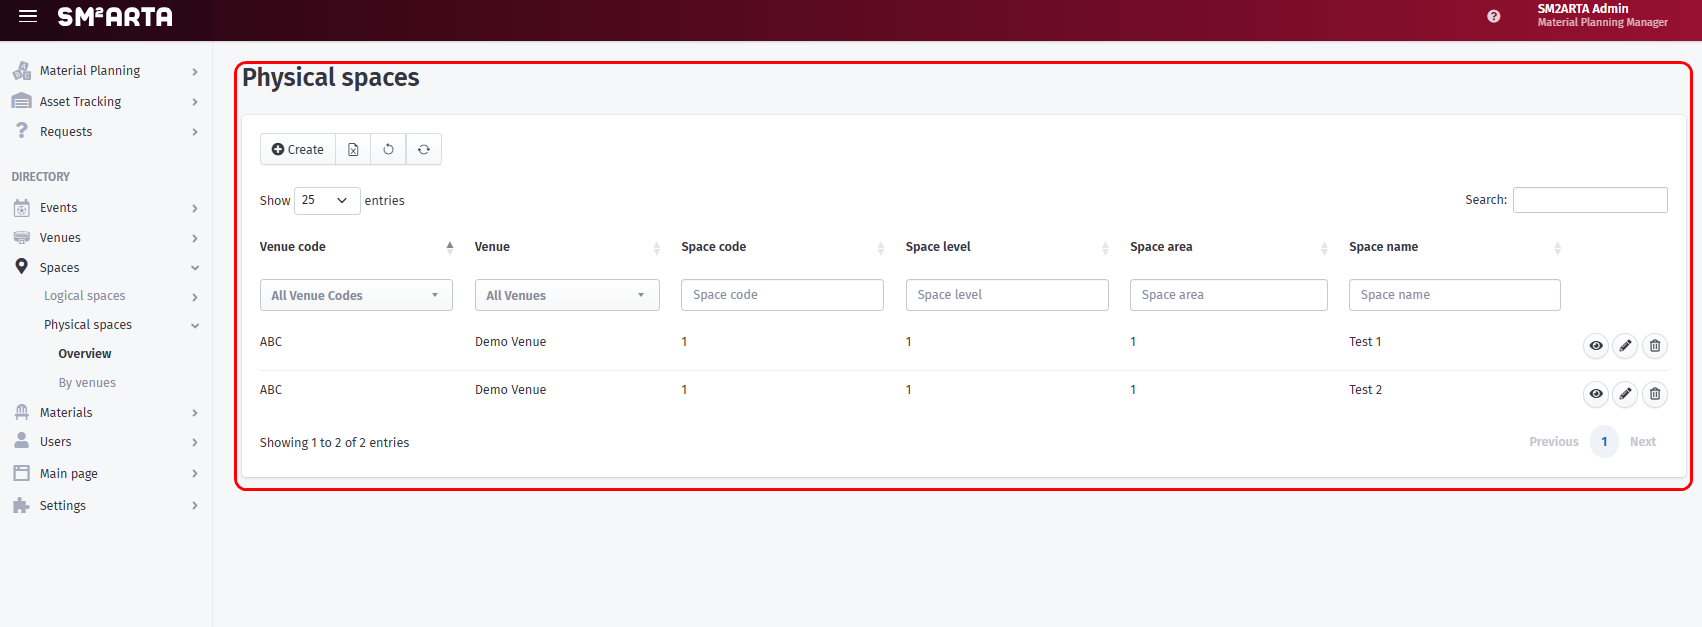 SM²ARTA
SM2ARTA Admin
Material Planning Manager
Material Planning
Asset Tracking
Requests
DIRECTORY
Events
Venues
Spaces
Logical spaces
Physical spaces
Overview
By venues
Materials
Users
Main page
Settings
Physical spaces
Create
Show 25 entries
Search:
Venue code Venue Space code Space level Space area Space name
All Venue Codes All Venues Space code Space level Space area Space name
ABC Demo Venue 1 1 1 Test 1
ABC Demo Venue 1 1 1 Test 2
Showing 1 to 2 of 2 entries
Previous 1 Next